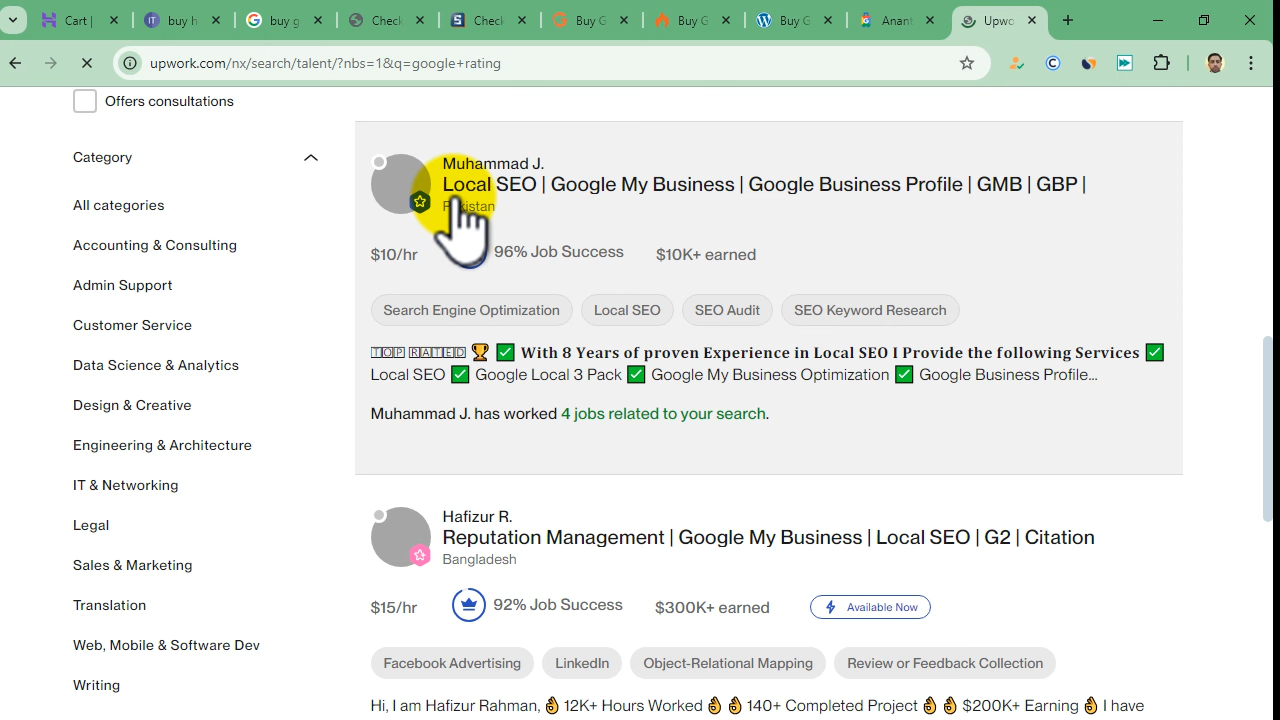 Cart |
buy h
buy g
Check
Check
Buy G
Buy G
Buy G
Anant
Upwo
upwork.com/nx/search/talent/?nbs=1&q=google+rating
Offers consultations
Category
All categories
Accounting & Consulting
Admin Support
Customer Service
Data Science & Analytics
Design & Creative
Engineering & Architecture
IT & Networking
Legal
Sales & Marketing
Translation
Web, Mobile & Software Dev
Writing
Muhammad J.
Local SEO | Google My Business | Google Business Profile | GMB | GBP |
Pakistan
$10/hr 96% Job Success $10K+ earned
Search Engine Optimization Local SEO SEO Audit SEO Keyword Research
🅃🄾🄿 🅁🄰🅃🄴🄳 🏆 ✅ With 8 Years of proven Experience in Local SEO I Provide the following Services ✅
Local SEO ✅ Google Local 3 Pack ✅ Google My Business Optimization ✅ Google Business Profile...
Muhammad J. has worked 4 jobs related to your search.
Hafizur R.
Reputation Management | Google My Business | Local SEO | G2 | Citation
Bangladesh
$15/hr 92% Job Success $300K+ earned Available Now
Facebook Advertising LinkedIn Object-Relational Mapping Review or Feedback Collection
Hi, I am Hafizur Rahman, 👌 12K+ Hours Worked 👌 👌 140+ Completed Project 👌 👌 $200K+ Earning 👌 I have